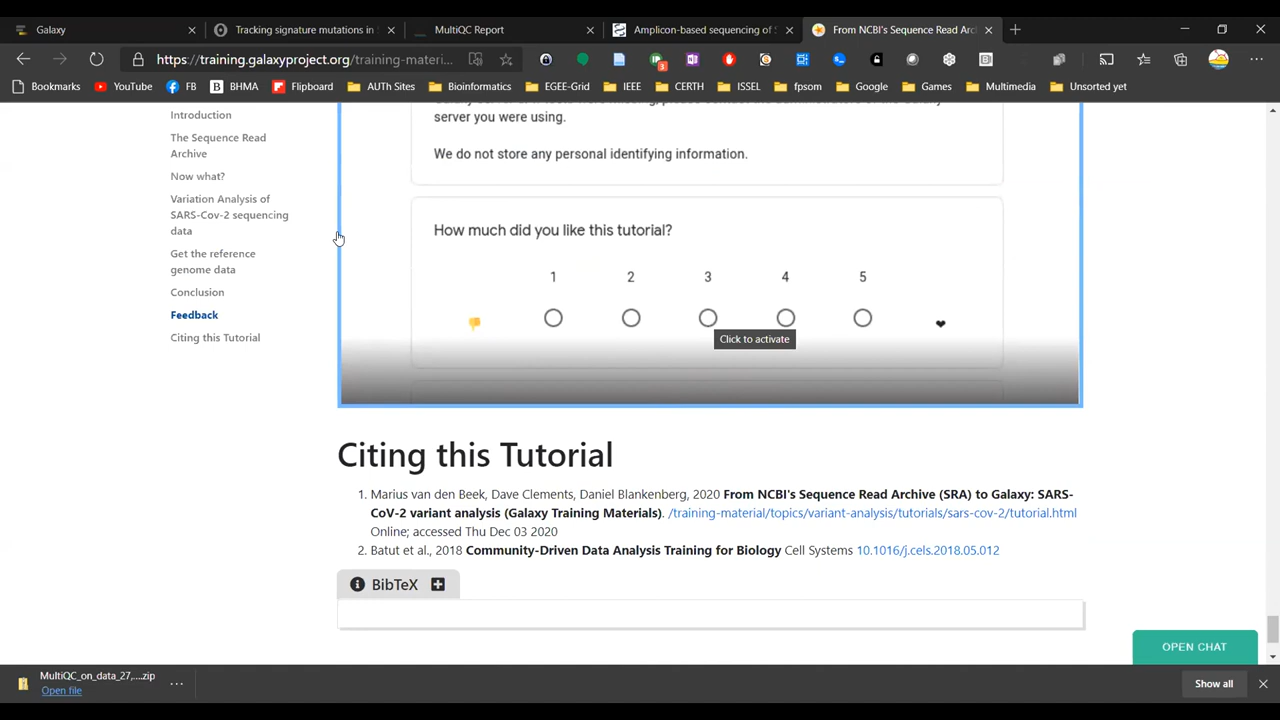 Galaxy
Tracking signature mutations in
MultiQC Report
Amplicon-based sequencing of S
From NCBI's Sequence Read Arc
https://training.galaxyproject.org/training-materi...
3
Bookmarks
YouTube
FB
BHMA
Flipboard
AUTh Sites
Bioinformatics
EGEE-Grid
IEEE
CERTH
ISSEL
fpsom
Google
Games
Multimedia
Unsorted yet
Introduction
The Sequence Read
Archive
Now what?
Variation Analysis of
SARS-Cov-2 sequencing
data
Get the reference
genome data
Conclusion
Feedback
Citing this Tutorial
server you were using.
We do not store any personal identifying information.
How much did you like this tutorial?
1 2 3 4 5
Click to activate
Citing this Tutorial
1. Marius van den Beek, Dave Clements, Daniel Blankenberg, 2020 From NCBI's Sequence Read Archive (SRA) to Galaxy: SARS-
CoV-2 variant analysis (Galaxy Training Materials). /training-material/topics/variant-analysis/tutorials/sars-cov-2/tutorial.html
Online; accessed Thu Dec 03 2020
2. Batut et al., 2018 Community-Driven Data Analysis Training for Biology Cell Systems 10.1016/j.cels.2018.05.012
BibTeX
OPEN CHAT
MultiQC_on_data_27,....zip
Open file
Show all